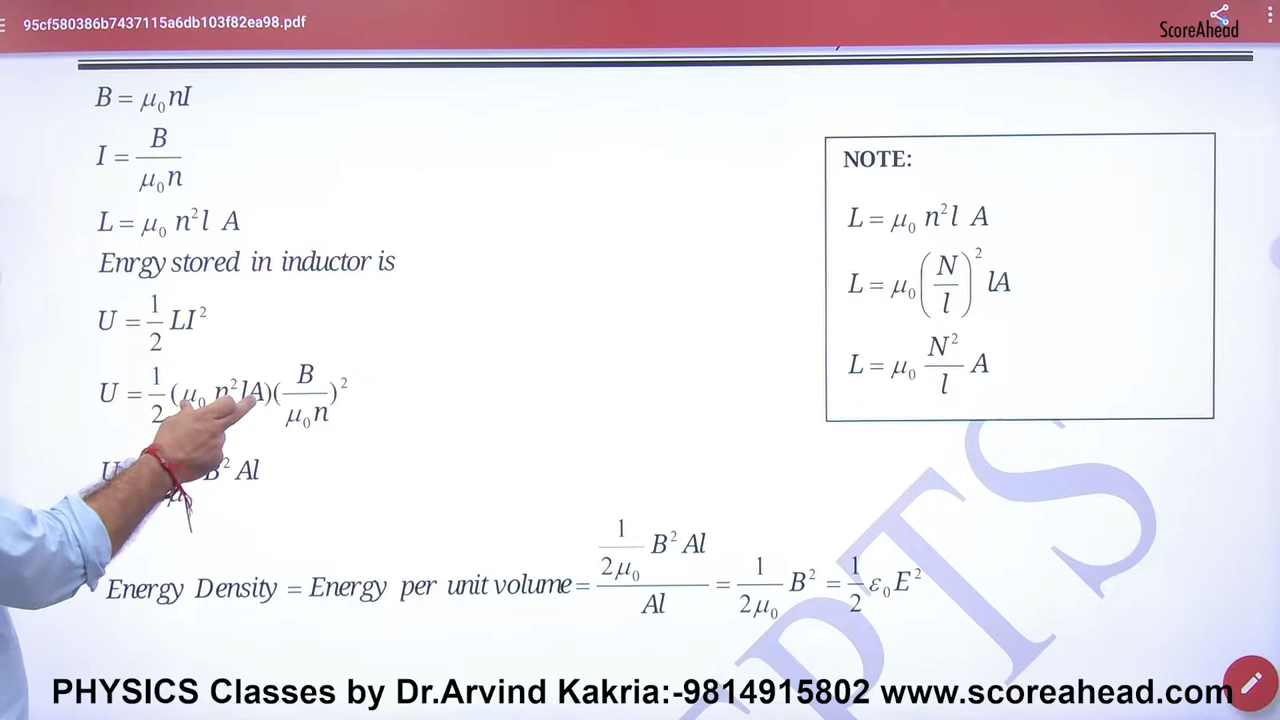 95cf580386b7437115a6db103f82ea98.pdf
ScoreAhead
B = μ₀nI
I = B / μ₀n
L = μ₀ n²l A
Enrgy stored in inductor is
U = 1/2 LI²
U = 1/2 (μ₀ n²lA)(B / μ₀n)²
U B² Al
Energy Density = Energy per unit volume = (1/2μ₀ B² Al) / Al = 1/2μ₀ B² = 1/2 ε₀E²
NOTE:
L = μ₀ n²l A
L = μ₀ (N/l)² lA
L = μ₀ N²/l A
PTS
PHYSICS Classes by Dr.Arvind Kakria:-9814915802 www.scoreahead.com